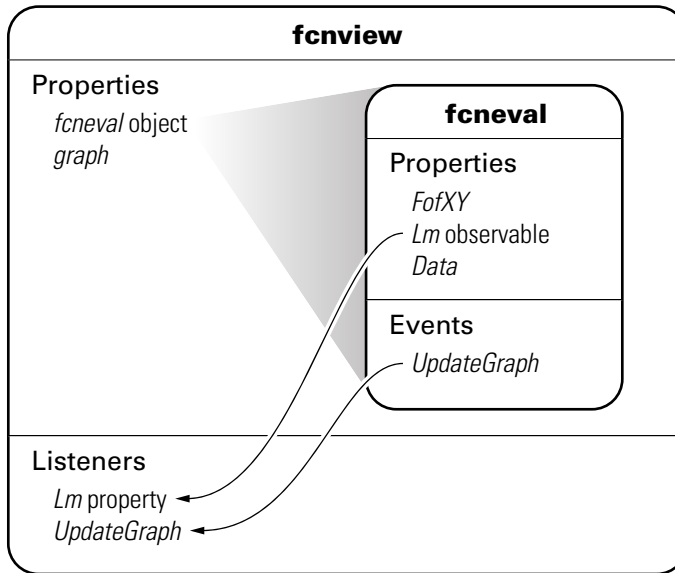 fcnview
Properties
fcneval object
graph
fcneval
Properties
FofXY
Lm observable
Data
Events
UpdateGraph
Listeners
Lm property
UpdateGraph